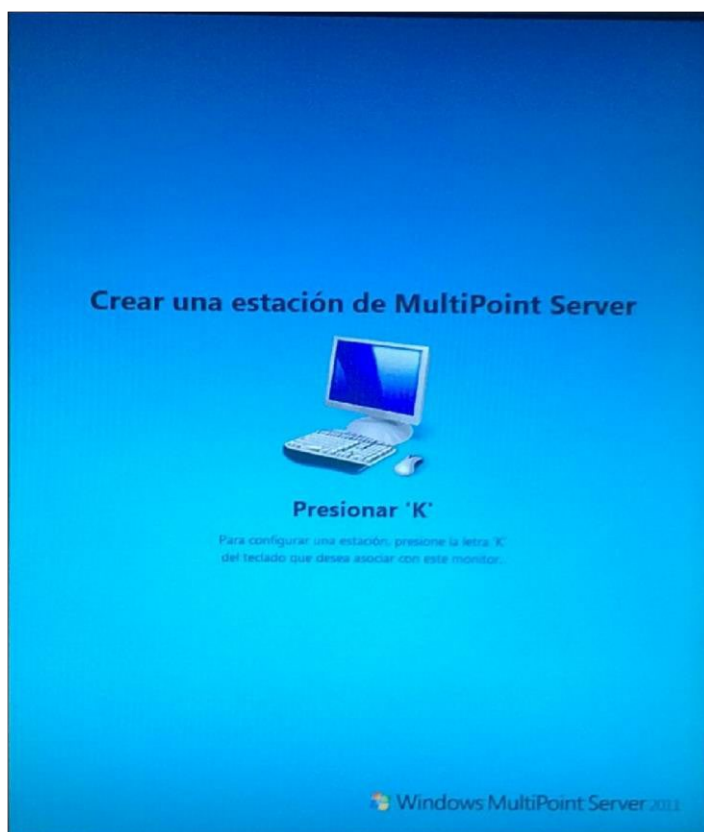 Crear una estación de MultiPoint Server
Presionar 'K'
Para configurar una estación, presione la letra 'K'
del teclado que desea asociar con este monitor.
Windows MultiPoint Server 2011